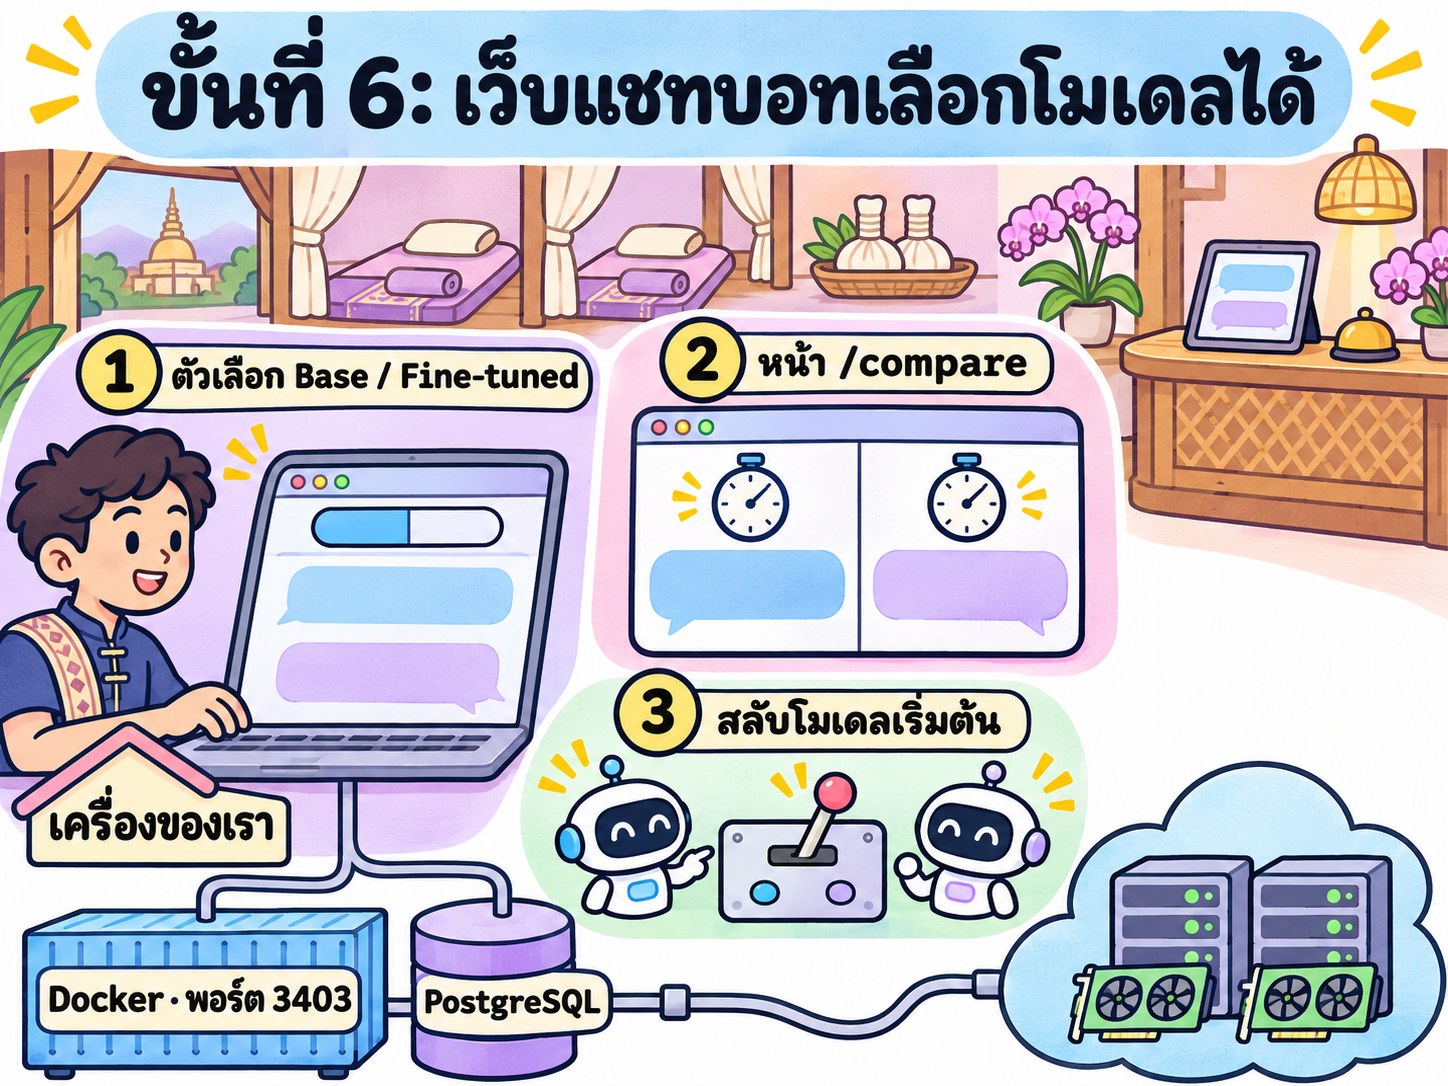 ขั้นที่ 6: เว็บแชทบอทเลือกโมเดลได้
1 ตัวเลือก Base / Fine-tuned
2 หน้า /compare
3 สลับโมเดลเริ่มต้น
เครื่องของเรา
Docker · พอร์ต 3403
PostgreSQL